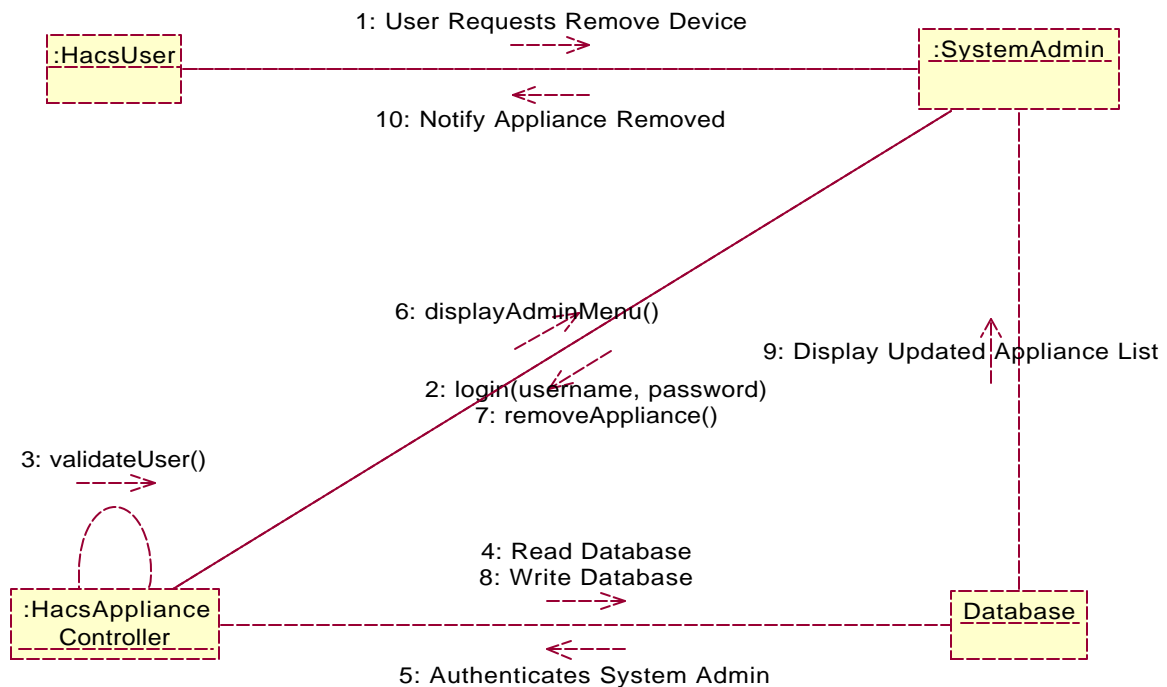 1: User Requests Remove Device
:HacsUser
:SystemAdmin
10: Notify Appliance Removed
6: displayAdminMenu()
9: Display Updated Appliance List
2: login(username, password)
7: removeAppliance()
3: validateUser()
4: Read Database
8: Write Database
:HacsAppliance
Controller
Database
5: Authenticates System Admin